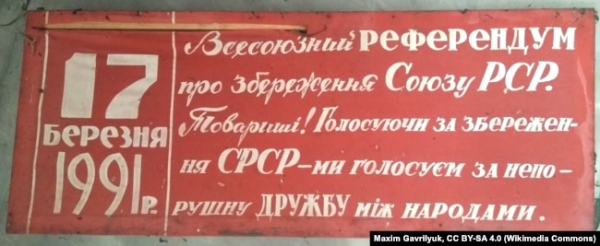 17
БЕРЕЗНЯ
1991 Р.
Всесоюзний РЕФЕРЕНДУМ
про збереження Союзу РСР.
Товариші! Голосуючи за збережен-
ня СРСР-ми голосуєм за непо-
рушну ДРУЖБУ між народами.
Maxim Gavrilyuk, CC BY-SA 4.0 (Wikimedia Commons)